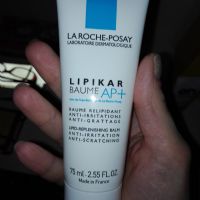 LA ROCHE-POSAY
LABORATOIRE DERMATOLOGIQUE
LIPIKAR
BAUME AP+
BAUME RELIPIDANT
ANTI-IRRITATIONS
ANTI-GRATTAGE
LIPID-REPLENISHING BALM
ANTI-IRRITATION
ANTI-SCRATCHING
75 ml - 2.55 FL.OZ.
Made in France